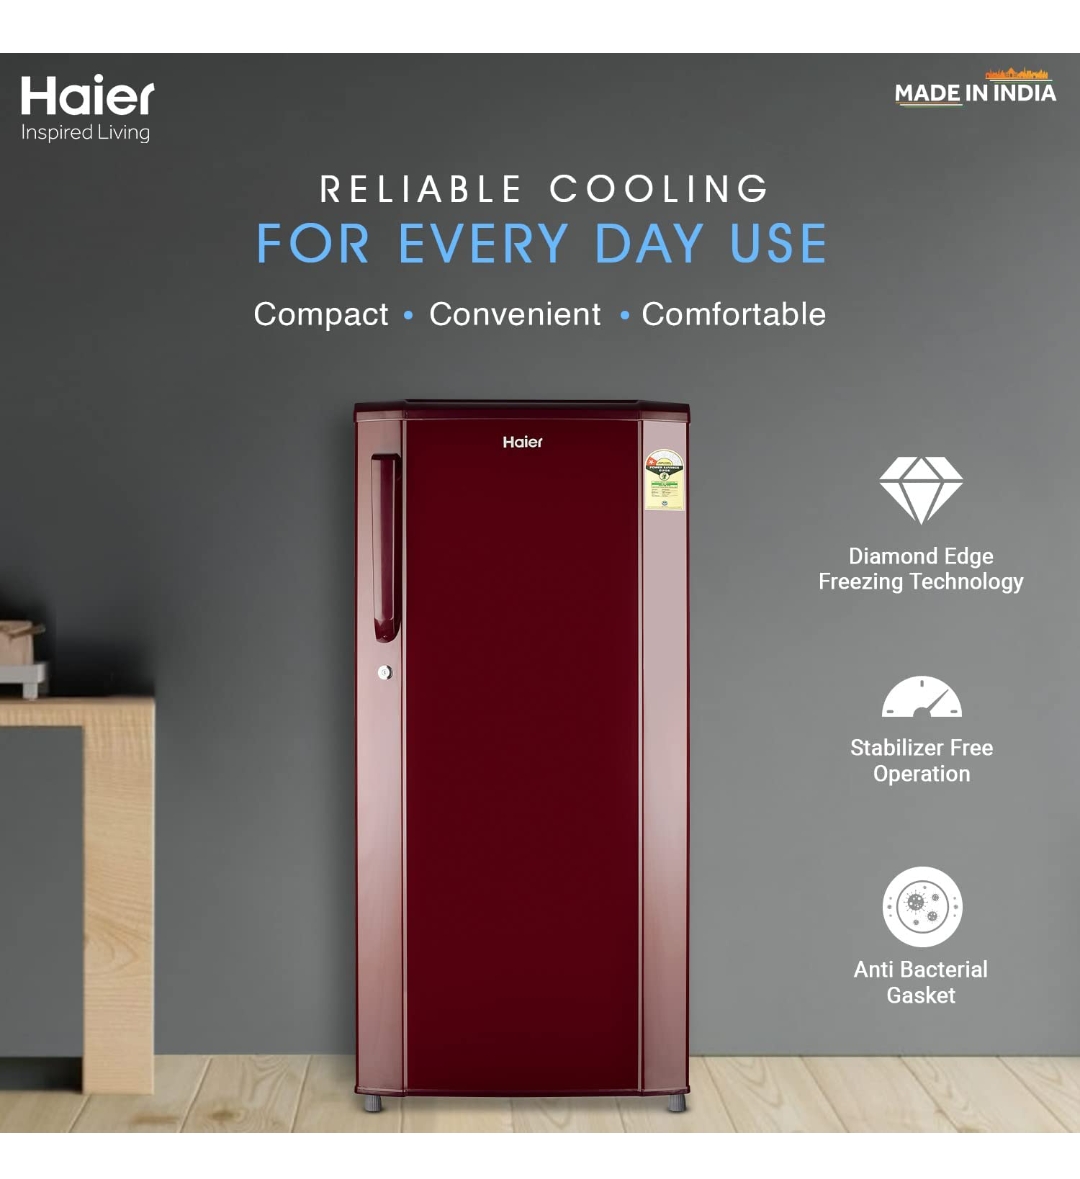 Haier
Inspired Living
MADE IN INDIA
RELIABLE COOLING
FOR EVERY DAY USE
Compact • Convenient • Comfortable
Haier
Diamond Edge
Freezing Technology
Stabilizer Free
Operation
Anti Bacterial
Gasket